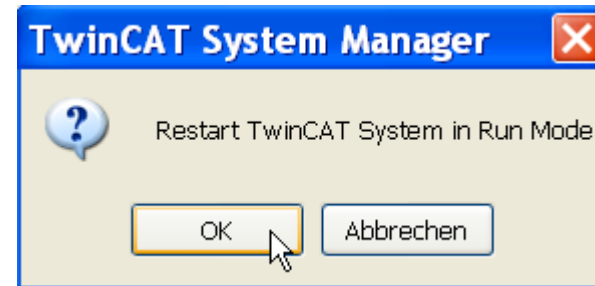 TwinCAT System Manager
Restart TwinCAT System in Run Mode
OK
Abbrechen